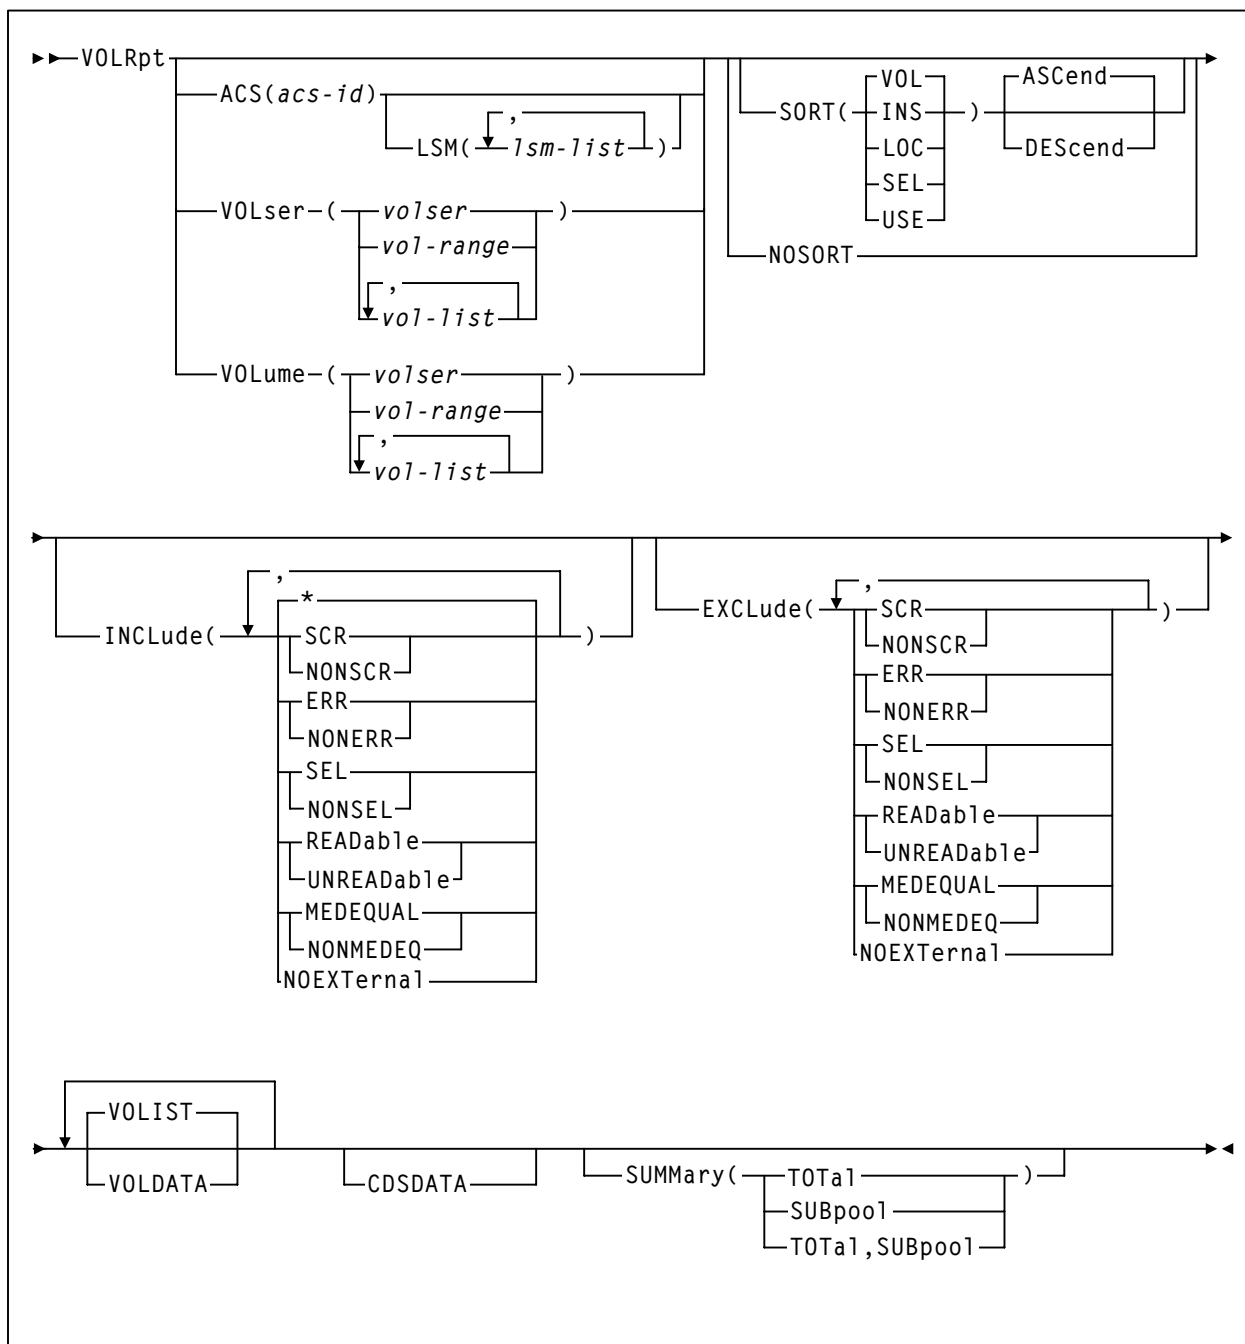 VOLRpt
ACS(acs-id)
,
LSM( lsm-list )
VOLser ( volser )
vol-range
,
vol-list
VOLume ( volser )
vol-range
,
vol-list
SORT( VOL ) ASCend
INS
LOC
SEL
USE
DEScend
NOSORT
INCLude( , )
*
SCR
NONSCR
ERR
NONERR
SEL
NONSEL
READable
UNREADable
MEDEQUAL
NONMEDEQ
NOEXTernal
EXCLude( , )
SCR
NONSCR
ERR
NONERR
SEL
NONSEL
READable
UNREADable
MEDEQUAL
NONMEDEQ
NOEXTernal
VOLIST
VOLDATA
CDSDATA
SUMMary( TOTal )
SUBpool
TOTal,SUBpool